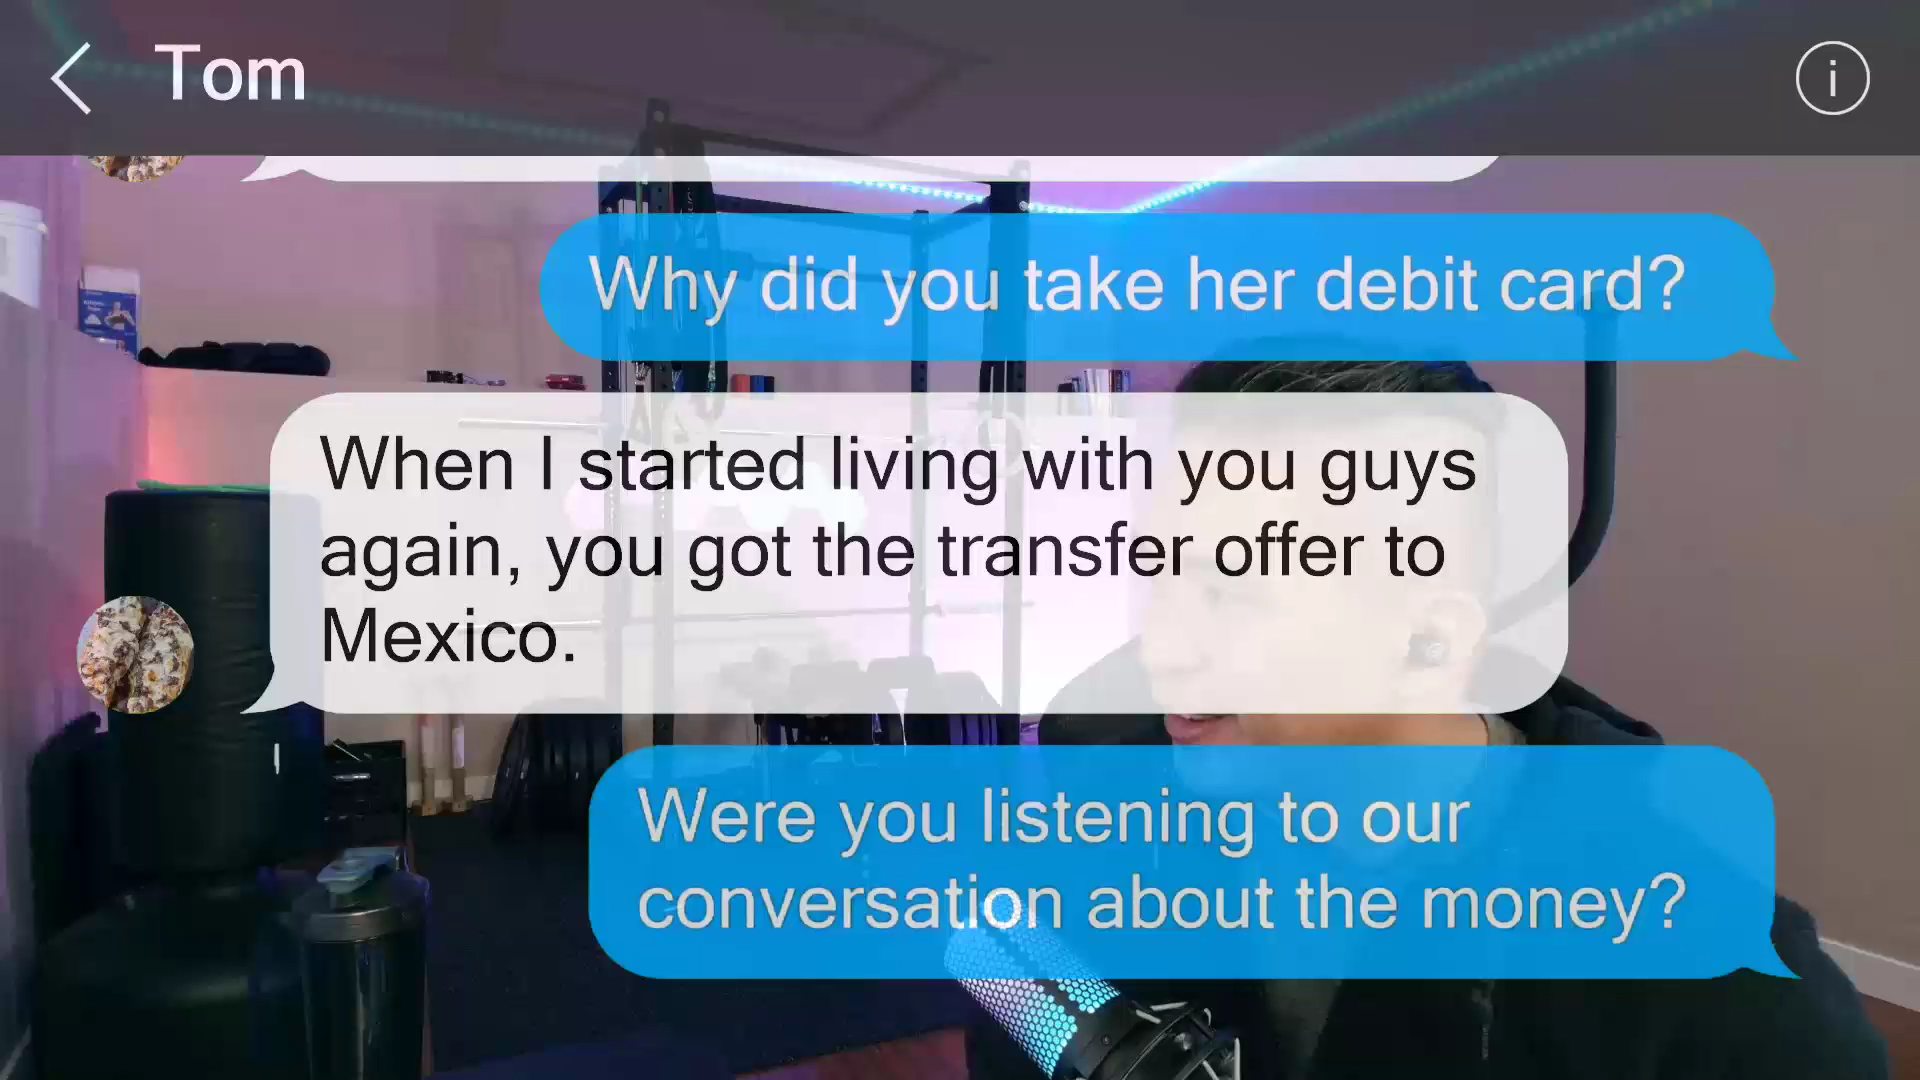 Tom
Why did you take her debit card?
When I started living with you guys
again, you got the transfer offer to
Mexico.
Were you listening to our
conversation about the money?